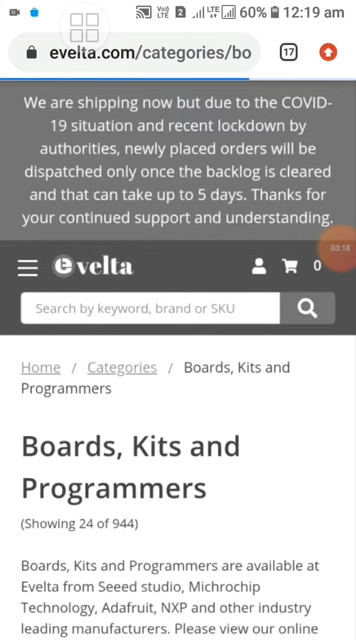 Vo)) LTE 2 LTE 60% 12:19 am
evelta.com/categories/bo 17
We are shipping now but due to the COVID-
19 situation and recent lockdown by
authorities, newly placed orders will be
dispatched only once the backlog is cleared
and that can take up to 5 days. Thanks for
your continued support and understanding.
03:18
evelta 0
Search by keyword, brand or SKU
Home / Categories / Boards, Kits and
Programmers
Boards, Kits and
Programmers
(Showing 24 of 944)
Boards, Kits and Programmers are available at
Evelta from Seeed studio, Michrochip
Technology, Adafruit, NXP and other industry
leading manufacturers. Please view our online